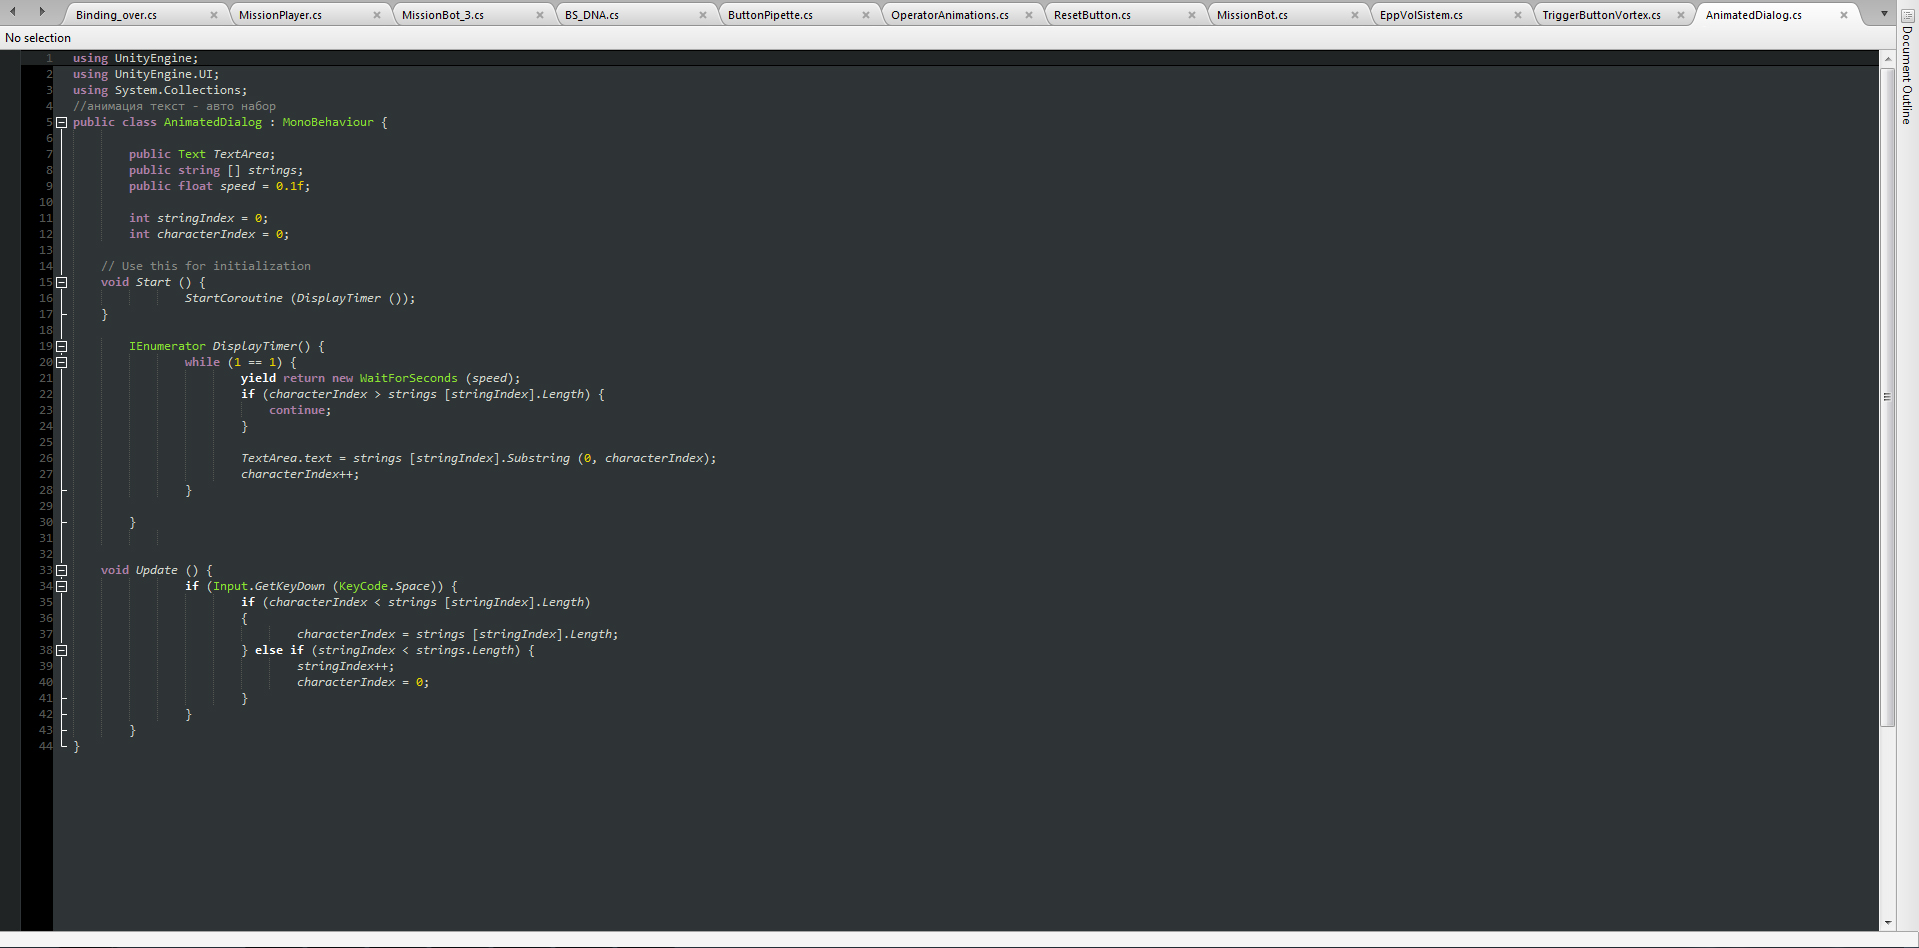 Binding_over.cs MissionPlayer.cs MissionBot_3.cs BS_DNA.cs ButtonPipette.cs OperatorAnimations.cs ResetButton.cs MissionBot.cs EppVolSistem.cs TriggerButtonVortex.cs AnimatedDialog.cs
No selection
Document Outline
1 using UnityEngine;
2 using UnityEngine.UI;
3 using System.Collections;
4 //анимация текст - авто набор
5 public class AnimatedDialog : MonoBehaviour {
6
7 public Text TextArea;
8 public string [] strings;
9 public float speed = 0.1f;
10
11 int stringIndex = 0;
12 int characterIndex = 0;
13
14 // Use this for initialization
15 void Start () {
16 StartCoroutine (DisplayTimer ());
17 }
18
19 IEnumerator DisplayTimer() {
20 while (1 == 1) {
21 yield return new WaitForSeconds (speed);
22 if (characterIndex > strings [stringIndex].Length) {
23 continue;
24 }
25
26 TextArea.text = strings [stringIndex].Substring (0, characterIndex);
27 characterIndex++;
28 }
29
30 }
31
32
33 void Update () {
34 if (Input.GetKeyDown (KeyCode.Space)) {
35 if (characterIndex < strings [stringIndex].Length)
36 {
37 characterIndex = strings [stringIndex].Length;
38 } else if (stringIndex < strings.Length) {
39 stringIndex++;
40 characterIndex = 0;
41 }
42 }
43 }
44 }